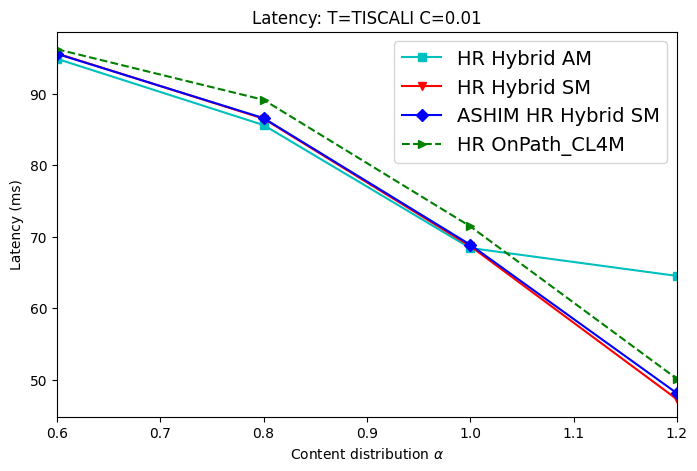 Latency: T=TISCALI C=0.01
HR Hybrid AM
HR Hybrid SM
ASHIM HR Hybrid SM
HR OnPath_CL4M
Latency (ms)
90
80
70
60
50
0.6 0.7 0.8 0.9 1.0 1.1 1.2
Content distribution α